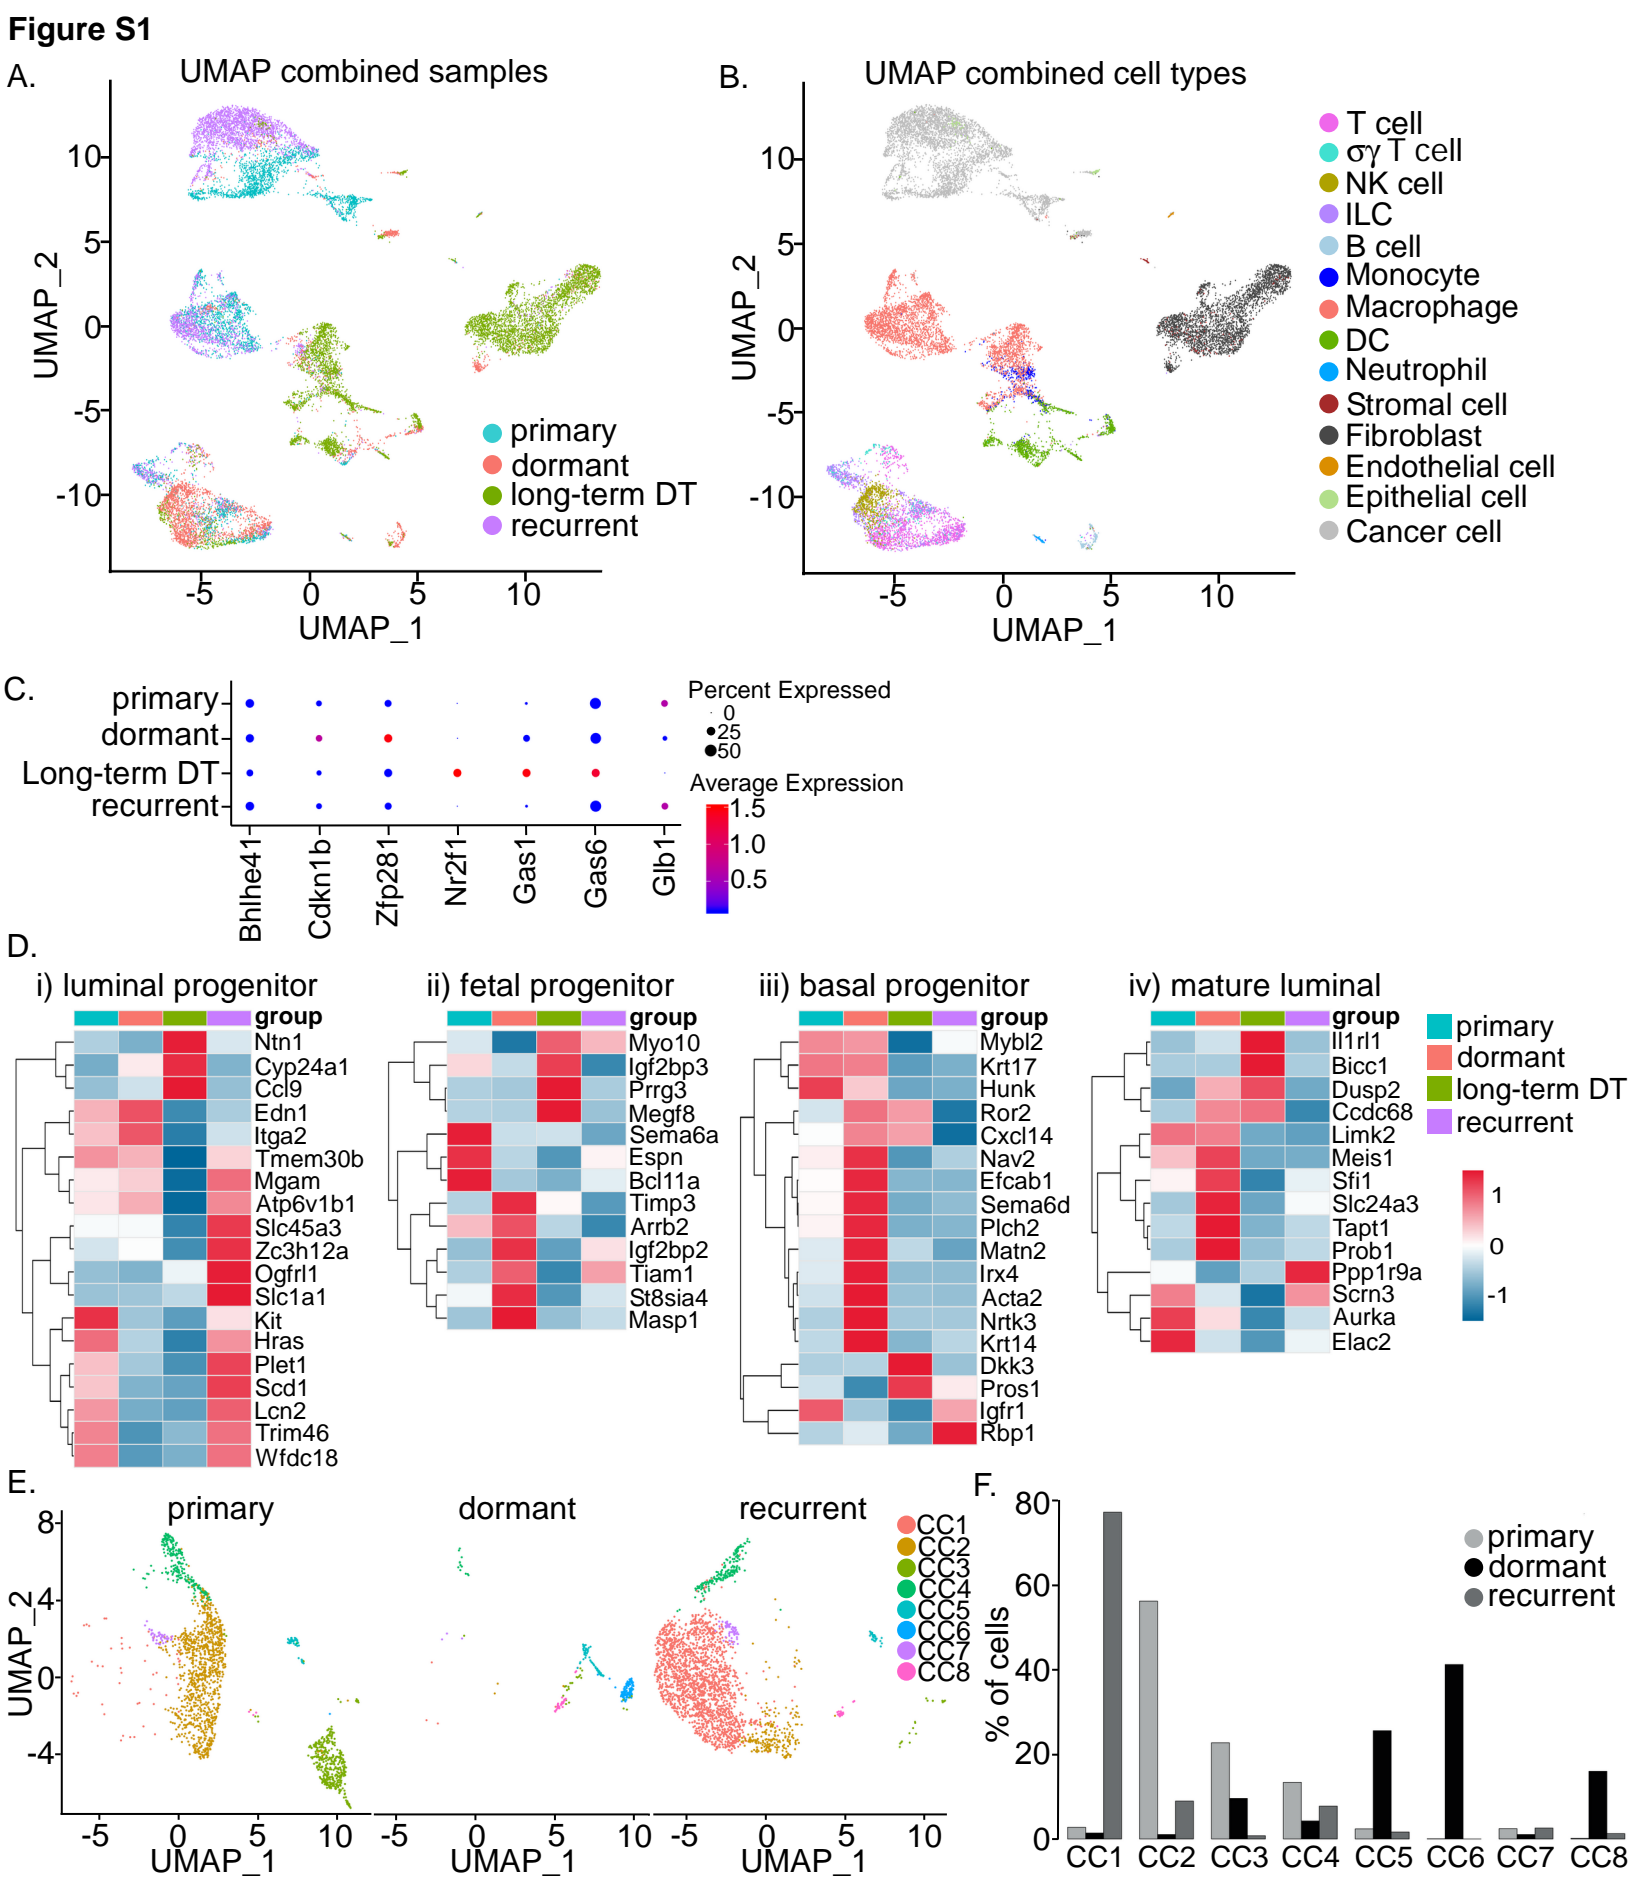 Figure S1
A.
UMAP combined samples
10
5
0
-5
-10
UMAP_2
-5
0
5
10
UMAP_1
primary
dormant
long-term DT
recurrent
B.
UMAP combined cell types
10
5
0
-5
-10
UMAP_2
-5
0
5
10
UMAP_1
T cell
σγ T cell
NK cell
ILC
B cell
Monocyte
Macrophage
DC
Neutrophil
Stromal cell
Fibroblast
Endothelial cell
Epithelial cell
Cancer cell
C.
primary
dormant
Long-term DT
recurrent
Bhlhe41
Cdkn1b
Zfp281
Nr2f1
Gas1
Gas6
Glb1
Percent Expressed
0
25
50
Average Expression
1.5
1.0
0.5
D.
i) luminal progenitor
group
Ntn1
Cyp24a1
Ccl9
Edn1
Itga2
Tmem30b
Mgam
Atp6v1b1
Slc45a3
Zc3h12a
Ogfrl1
Slc1a1
Kit
Hras
Plet1
Scd1
Lcn2
Trim46
Wfdc18
ii) fetal progenitor
group
Myo10
Igf2bp3
Prrg3
Megf8
Sema6a
Espn
Bcl11a
Timp3
Arrb2
Igf2bp2
Tiam1
St8sia4
Masp1
iii) basal progenitor
group
Mybl2
Krt17
Hunk
Ror2
Cxcl14
Nav2
Efcab1
Sema6d
Plch2
Matn2
Irx4
Acta2
Nrtk3
Krt14
Dkk3
Pros1
Igfr1
Rbp1
iv) mature luminal
group
Il1rl1
Bicc1
Dusp2
Ccdc68
Limk2
Meis1
Sfi1
Slc24a3
Tapt1
Prob1
Ppp1r9a
Scrn3
Aurka
Elac2
primary
dormant
long-term DT
recurrent
1
0
-1
E.
primary
dormant
recurrent
8
4
0
-4
UMAP_2
-5
0
5
10
UMAP_1
-5
0
5
10
UMAP_1
-5
0
5
10
UMAP_1
CC1
CC2
CC3
CC4
CC5
CC6
CC7
CC8
F.
80
60
40
20
0
% of cells
primary
dormant
recurrent
CC1
CC2
CC3
CC4
CC5
CC6
CC7
CC8